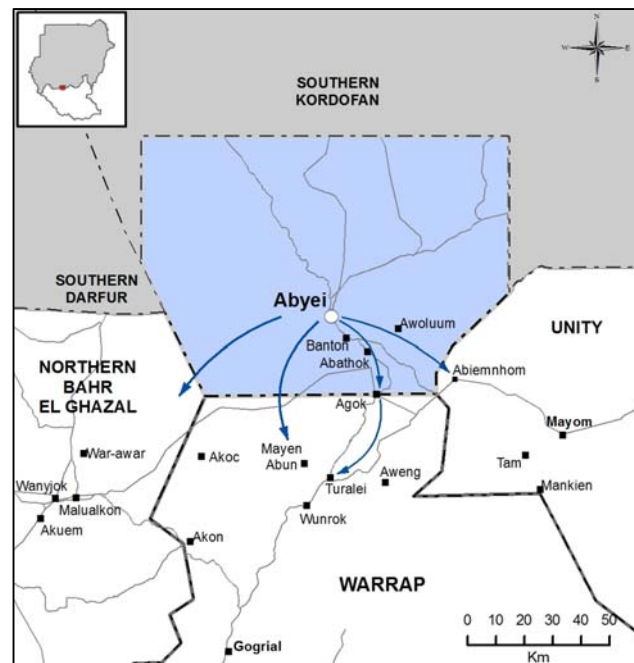 N
W E
S
SOUTHERN
KORDOFAN
SOUTHERN
DARFUR
Abyei
Awoluum
UNITY
Banton
Abathok
NORTHERN
BAHR
EL GHAZAL
Abiemnhom
Agok
Mayom
War-awar
Akoc
Mayen
Abun
Tam
Aweng
Wanyjok
Malualkon
Turalei
Mankien
Akuem
Wunrok
Akon
WARRAP
Gogrial
0 10 20 30 40 50
Km